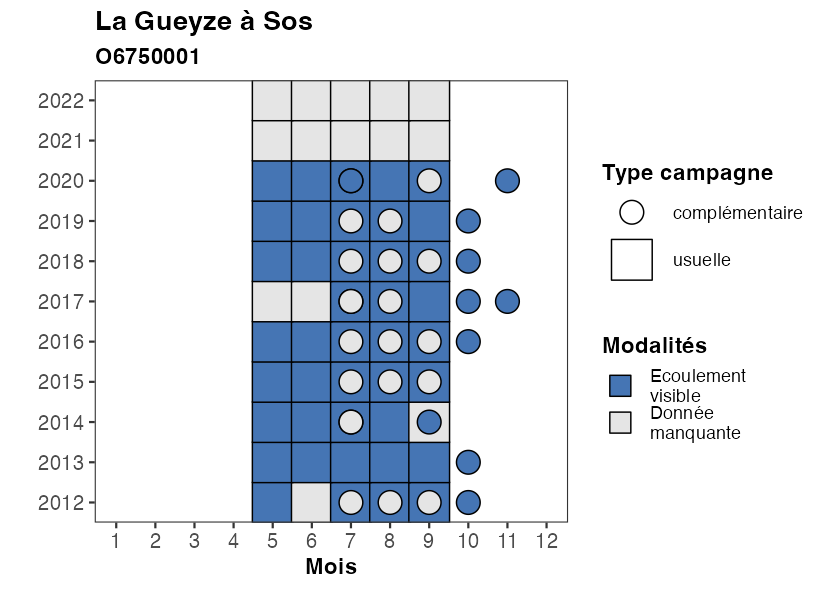 La Gueyze à Sos
O6750001
2022
2021
2020
2019
2018
2017
2016
2015
2014
2013
2012
1 2 3 4 5 6 7 8 9 10 11 12
Mois
Type campagne
complémentaire
usuelle
Modalités
Ecoulement
visible
Donnée
manquante